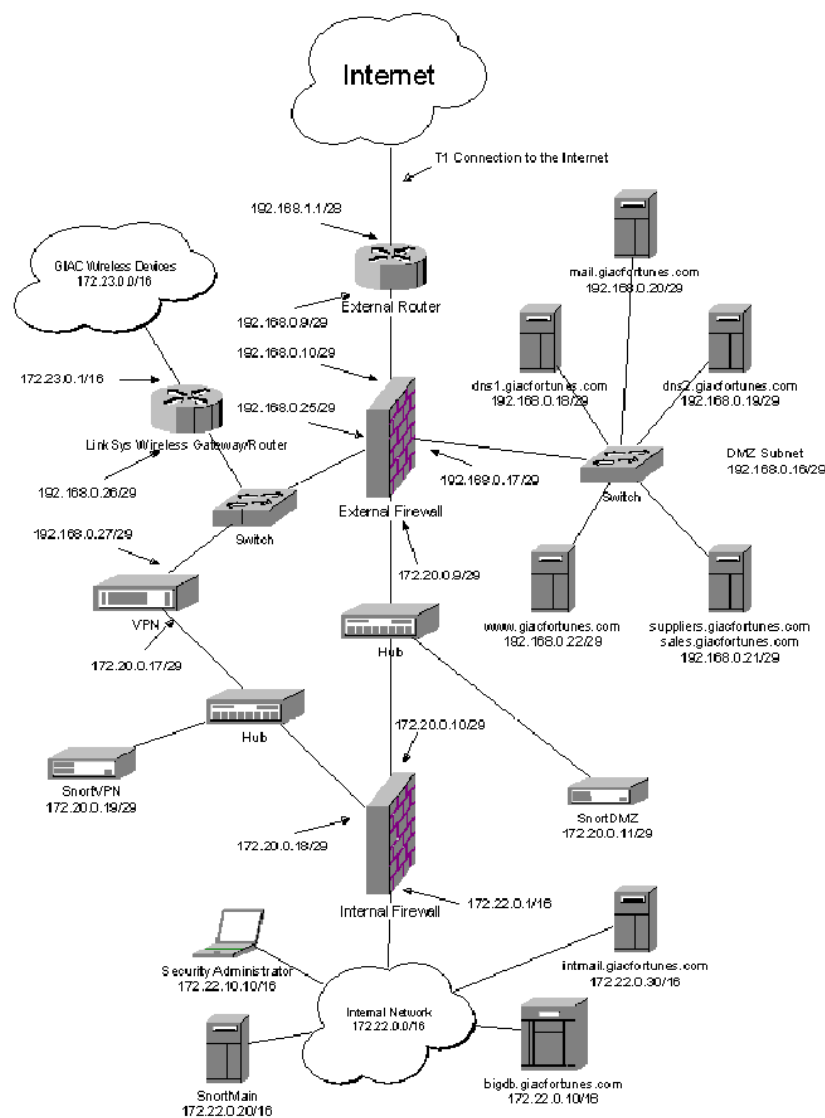 Internet
T1 Connection to the Internet
192.168.1.1/28
GIAC Wireless Devices
172.23.0.0/16
mail.giacfortunes.com
192.168.0.20/29
External Router
192.168.0.9/29
192.168.0.10/29
172.23.0.1/16
dns1.giacfortunes.com
192.168.0.18/29
dns2.giacfortunes.com
192.168.0.19/29
192.168.0.25/29
LinkSys Wireless Gateway/Router
192.168.0.26/29
192.168.0.17/29
DMZ Subnet
192.168.0.16/29
Switch
External Firewall
192.168.0.27/29
Switch
172.20.0.9/29
VPN
172.20.0.17/29
www.giacfortunes.com
192.168.0.22/29
suppliers.giacfortunes.com
sales.giacfortunes.com
192.168.0.21/29
Hub
Hub
172.20.0.10/29
SnortVPN
172.20.0.19/29
SnortDMZ
172.20.0.11/29
172.20.0.18/29
172.22.0.1/16
Internal Firewall
Security Administrator
172.22.10.10/16
intmail.giacfortunes.com
172.22.0.30/16
Internal Network
172.22.0.0/16
SnortMain
172.22.0.20/16
bigdb.giacfortunes.com
172.22.0.10/16